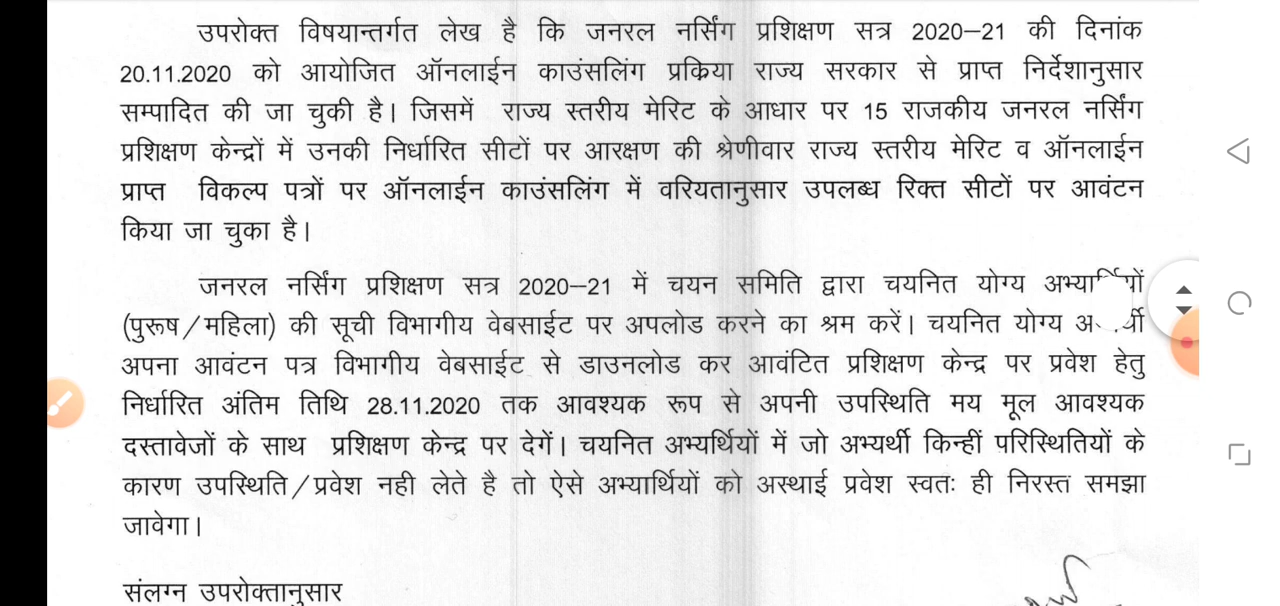 उपरोक्त विषयान्तर्गत लेख है कि जनरल नर्सिंग प्रशिक्षण सत्र 2020–21 की दिनांक
20.11.2020 को आयोजित ऑनलाईन काउंसलिंग प्रकिया राज्य सरकार से प्राप्त निर्देशानुसार
सम्पादित की जा चुकी है। जिसमें राज्य स्तरीय मेरिट के आधार पर 15 राजकीय जनरल नर्सिंग
प्रशिक्षण केन्द्रों में उनकी निर्धारित सीटों पर आरक्षण की श्रेणीवार राज्य स्तरीय मेरिट व ऑनलाईन
प्राप्त विकल्प पत्रों पर ऑनलाईन काउंसलिंग में वरियतानुसार उपलब्ध रिक्त सीटों पर आवंटन
किया जा चुका है।
जनरल नर्सिंग प्रशिक्षण सत्र 2020–21 में चयन समिति द्वारा चयनित योग्य
(पुरूष/महिला) की सूची विभागीय वेबसाईट पर अपलोड करने का श्रम करें। चयनित योग्य
अपना आवंटन पत्र विभागीय वेबसाईट से डाउनलोड कर आवंटित प्रशिक्षण केन्द्र पर प्रवेश हेतु
निर्धारित अंतिम तिथि 28.11.2020 तक आवश्यक रूप से अपनी उपस्थिति मय मूल आवश्यक
दस्तावेजों के साथ प्रशिक्षण केन्द्र पर देगें। चयनित अभ्यर्थियों में जो अभ्यर्थी किन्हीं परिस्थितियों के
कारण उपस्थिति/प्रवेश नही लेते है तो ऐसे अभ्यार्थियों को अस्थाई प्रवेश स्वतः ही निरस्त समझा
जावेगा।
संलग्न उपरोक्तानुसार